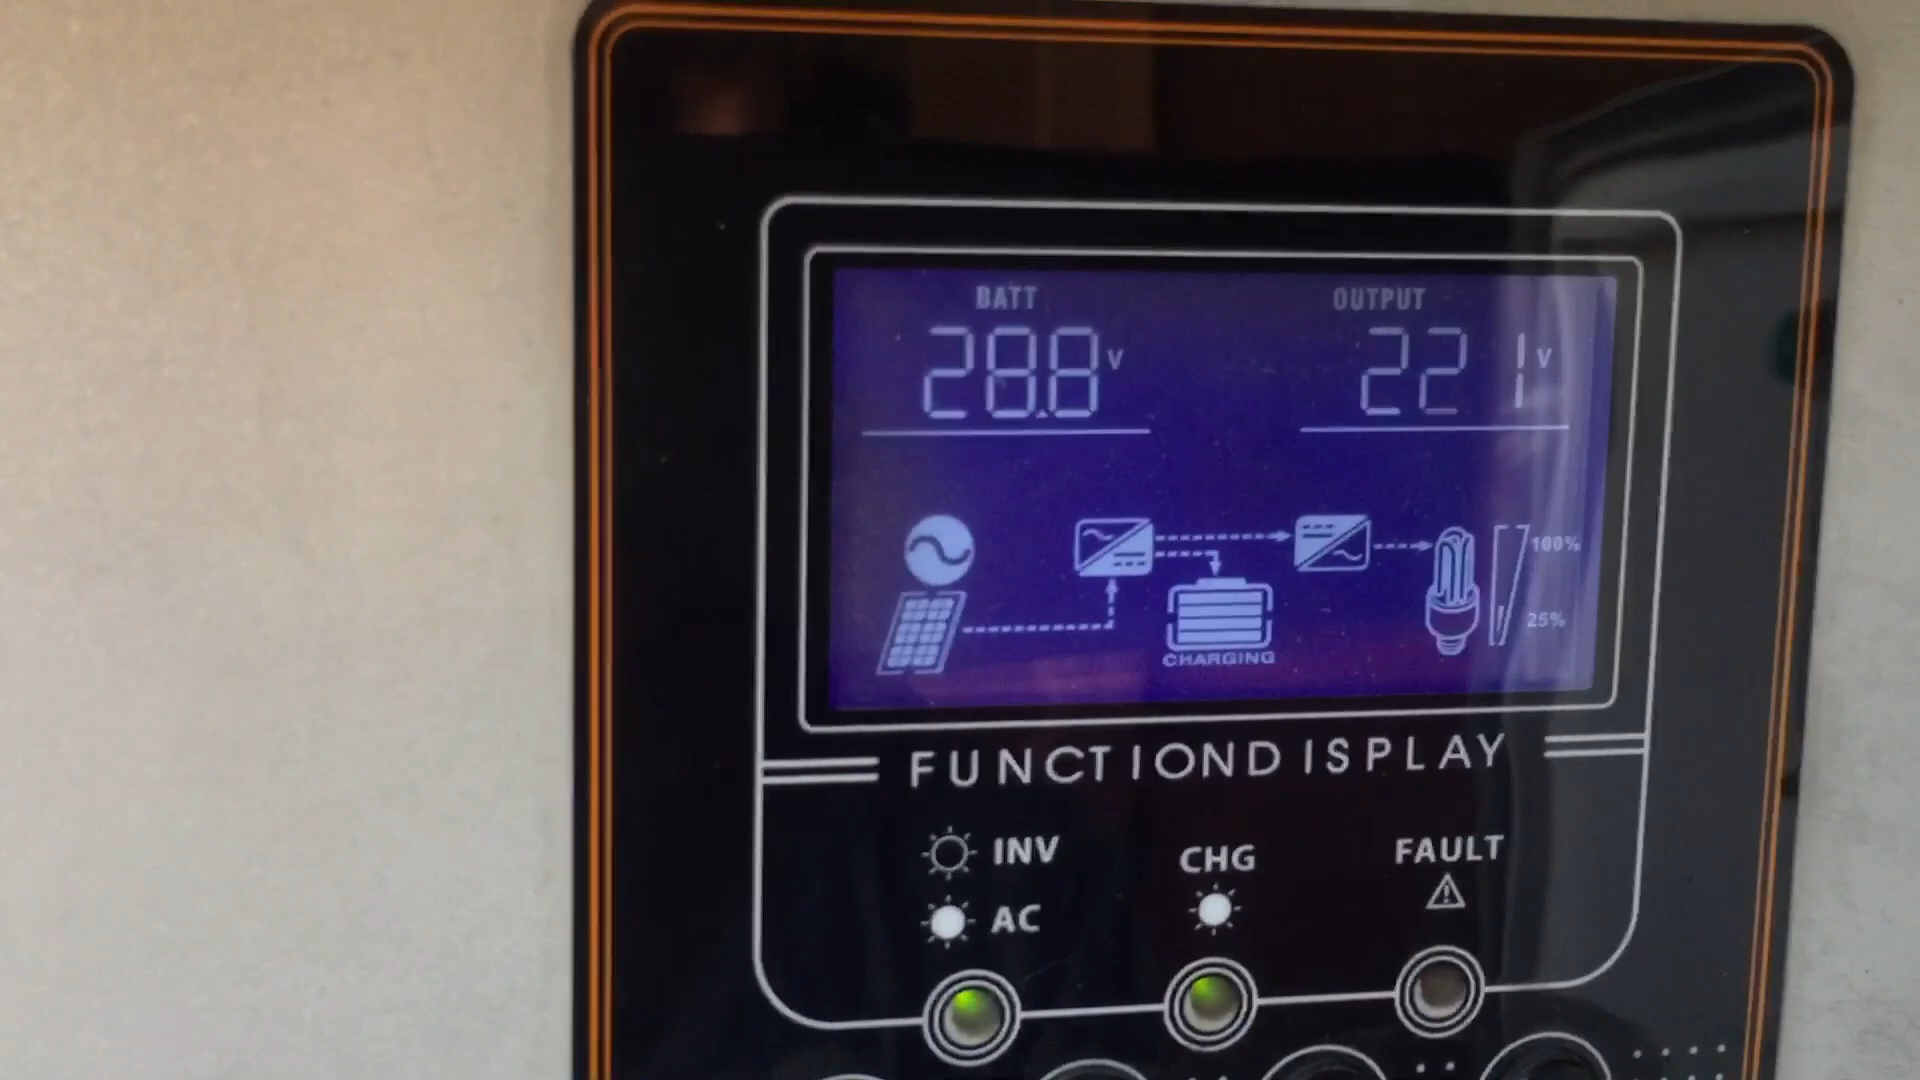 BATT OUTPUT
28.8V 221V
100%
25%
CHARGING
FUNCTIONDISPLAY
INV CHG FAULT
AC